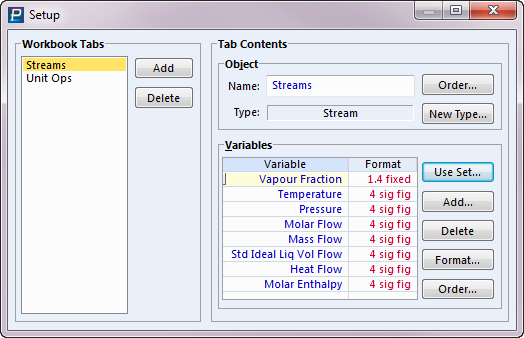 Setup
Workbook Tabs
Streams
Unit Ops
Add
Delete
Tab Contents
Object
Name: Streams
Order...
Type: Stream
New Type...
Variables
Variable Format
Vapour Fraction 1.4 fixed
Temperature 4 sig fig
Pressure 4 sig fig
Molar Flow 4 sig fig
Mass Flow 4 sig fig
Std Ideal Liq Vol Flow 4 sig fig
Heat Flow 4 sig fig
Molar Enthalpy 4 sig fig
Use Set...
Add...
Delete
Format...
Order...